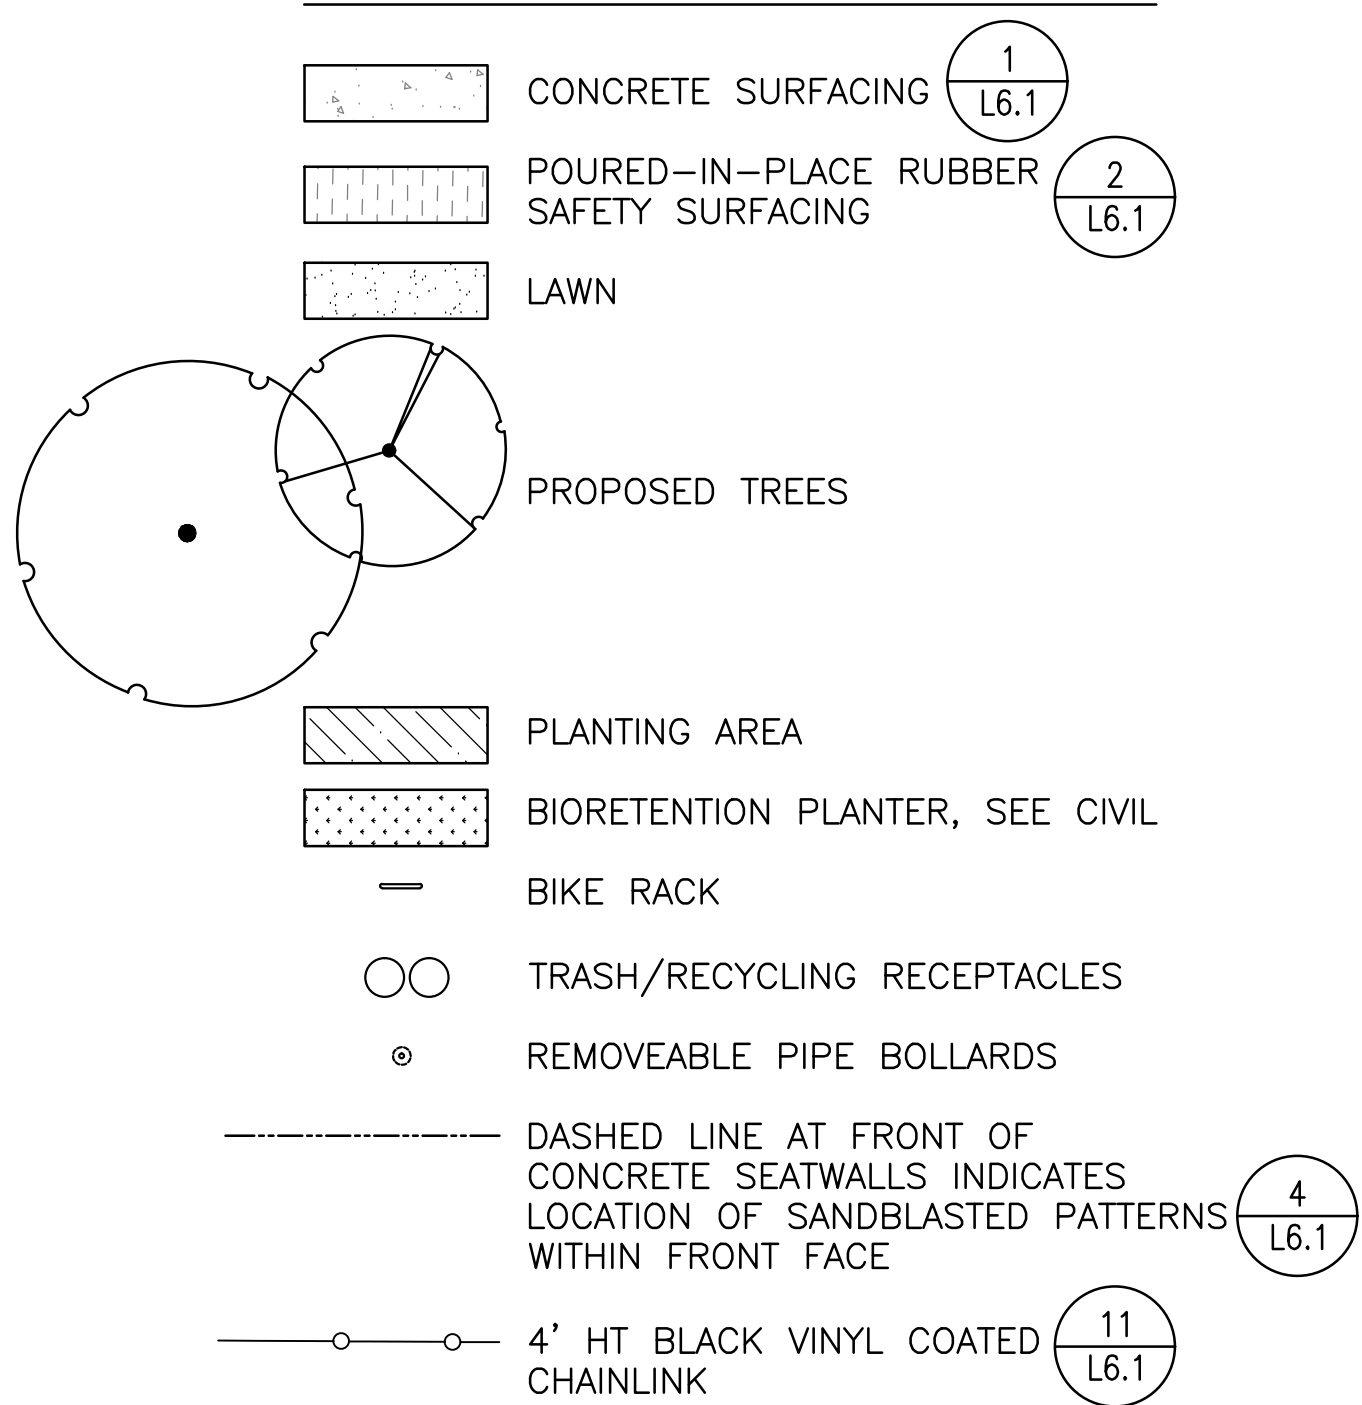 CONCRETE SURFACING
1
L6.1
POURED-IN-PLACE RUBBER
SAFETY SURFACING
2
L6.1
LAWN
PROPOSED TREES
PLANTING AREA
BIORETENTION PLANTER, SEE CIVIL
BIKE RACK
TRASH/RECYCLING RECEPTACLES
REMOVEABLE PIPE BOLLARDS
DASHED LINE AT FRONT OF
CONCRETE SEATWALLS INDICATES
LOCATION OF SANDBLASTED PATTERNS
WITHIN FRONT FACE
4
L6.1
4' HT BLACK VINYL COATED
CHAINLINK
11
L6.1